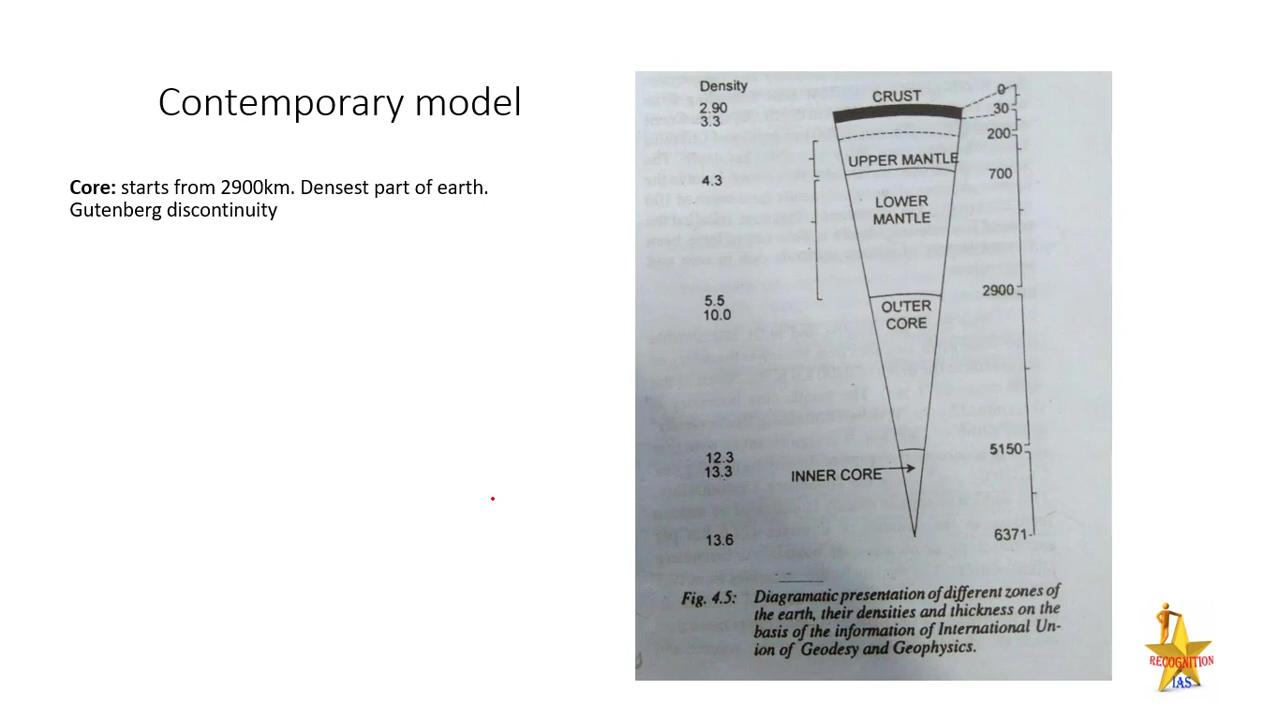 Contemporary model
Core: starts from 2900km. Densest part of earth.
Gutenberg discontinuity
Density
2.90
3.3
4.3
5.5
10.0
12.3
13.3
13.6
CRUST
UPPER MANTLE
LOWER
MANTLE
OUTER
CORE
INNER CORE
0
30
200
700
2900
5150
6371
Fig. 4.5: Diagramatic presentation of different zones of
the earth, their densities and thickness on the
basis of the information of International Un-
ion of Geodesy and Geophysics.
RECOGNITION
IAS